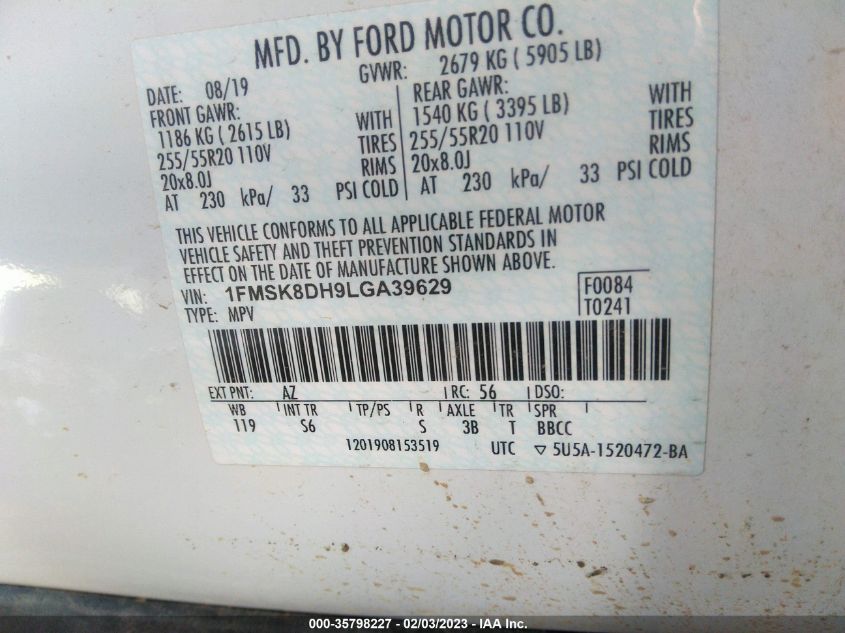 MFD. BY FORD MOTOR CO.
DATE: 08/19 GVWR: 2679 KG ( 5905 LB)
FRONT GAWR: REAR GAWR:
1186 KG ( 2615 LB) WITH 1540 KG ( 3395 LB) WITH
255/55R20 110V TIRES 255/55R20 110V TIRES
20x8.0J RIMS 20x8.0J RIMS
AT 230 kPa/ 33 PSI COLD AT 230 kPa/ 33 PSI COLD
THIS VEHICLE CONFORMS TO ALL APPLICABLE FEDERAL MOTOR
VEHICLE SAFETY AND THEFT PREVENTION STANDARDS IN
EFFECT ON THE DATE OF MANUFACTURE SHOWN ABOVE.
VIN: 1FMSK8DH9LGA39629 F0084
TYPE: MPV T0241
EXT PNT: AZ RC: 56 DSO:
WB INT TR TP/PS R AXLE TR SPR
119 S6 S 3B T BBCC
1201908153519 UTC ▽ 5U5A-1520472-BA
000-35798227 - 02/03/2023 - © IAA Inc.